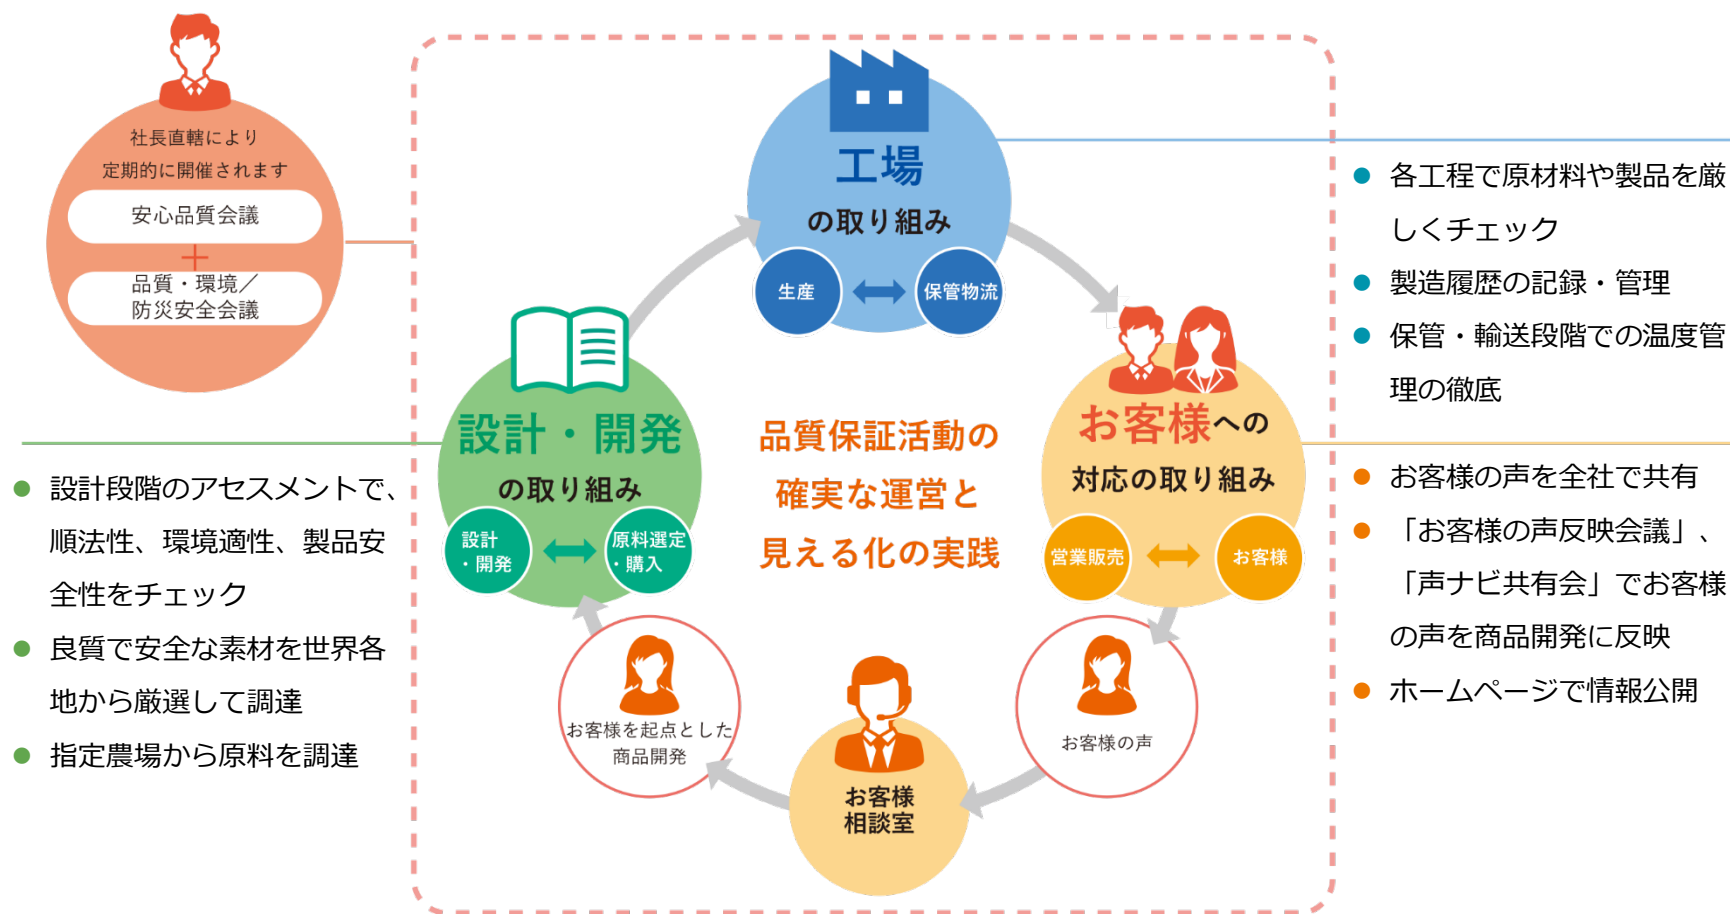 社長直轄により
定期的に開催されます
安心品質会議
+
品質・環境／
防災安全会議
工場
の取り組み
生産
保管物流
各工程で原材料や製品を厳
しくチェック
製造履歴の記録・管理
保管・輸送段階での温度管
理の徹底
設計・開発
の取り組み
設計
・開発
原料選定
・購入
設計段階のアセスメントで、
順法性、環境適性、製品安
全性をチェック
良質で安全な素材を世界各
地から厳選して調達
指定農場から原料を調達
品質保証活動の
確実な運営と
見える化の実践
お客様への
対応の取り組み
営業販売
お客様
お客様の声を全社で共有
「お客様の声反映会議」、
「声ナビ共有会」でお客様
の声を商品開発に反映
ホームページで情報公開
お客様の声
お客様
相談室
お客様を起点とした
商品開発